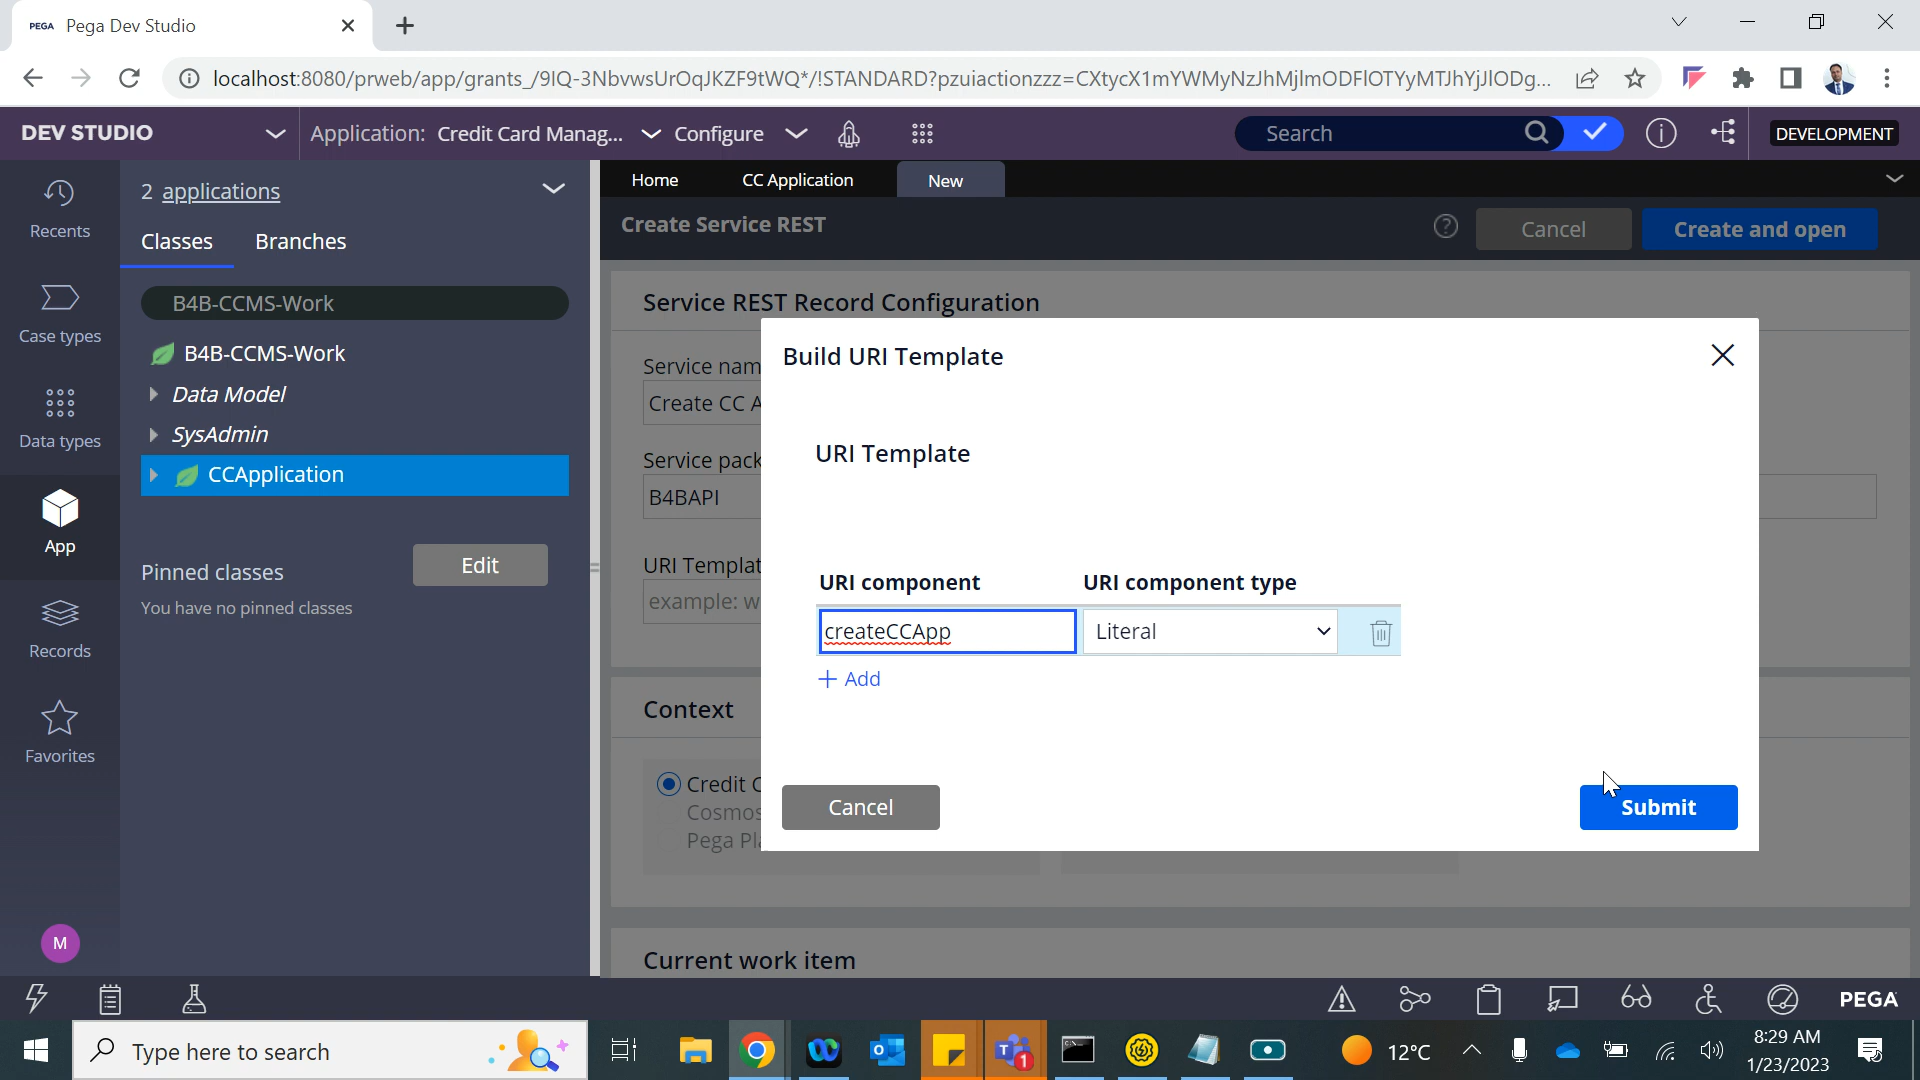 PEGA Pega Dev Studio
localhost:8080/prweb/app/grants_/9IQ-3NbvwsUrOqJKZF9tWQ*/!STANDARD?pzuiactionzzz=CXtycX1mYWMyNzJhMjlmODFlOTYyMTJhYjJlODg...
DEV STUDIO Application: Credit Card Manag... Configure Search DEVELOPMENT
Recents
Case types
Data types
App
Records
Favorites
M
2 applications
Classes Branches
B4B-CCMS-Work
B4B-CCMS-Work
Data Model
SysAdmin
CCApplication
Pinned classes Edit
You have no pinned classes
Home CC Application New
Create Service REST ? Cancel Create and open
Service REST Record Configuration
Service nam
Create CC A
Service pack
B4BAPI
URI Templat
example: w
Context
Credit C
Cosmos
Pega Pla
Current work item
Build URI Template
URI Template
URI component URI component type
createCCApp Literal
+ Add
Cancel Submit
PEGA
Type here to search
1
12°C
8:29 AM
1/23/2023